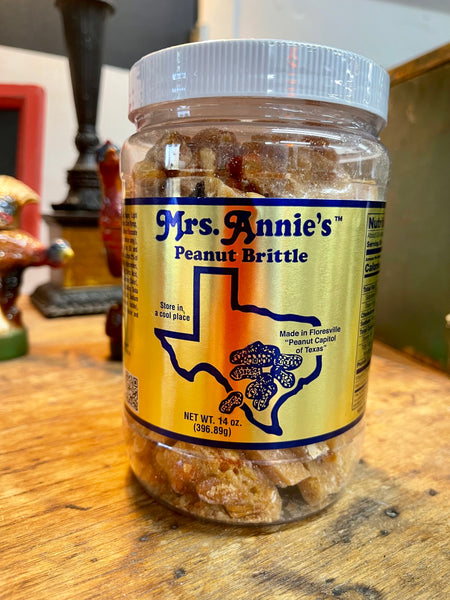 Mrs. Annie's™
Peanut Brittle
Store in
a cool place
Made in Floresville
"Peanut Capitol
of Texas"
NET WT. 14 oz.
(396.89g)